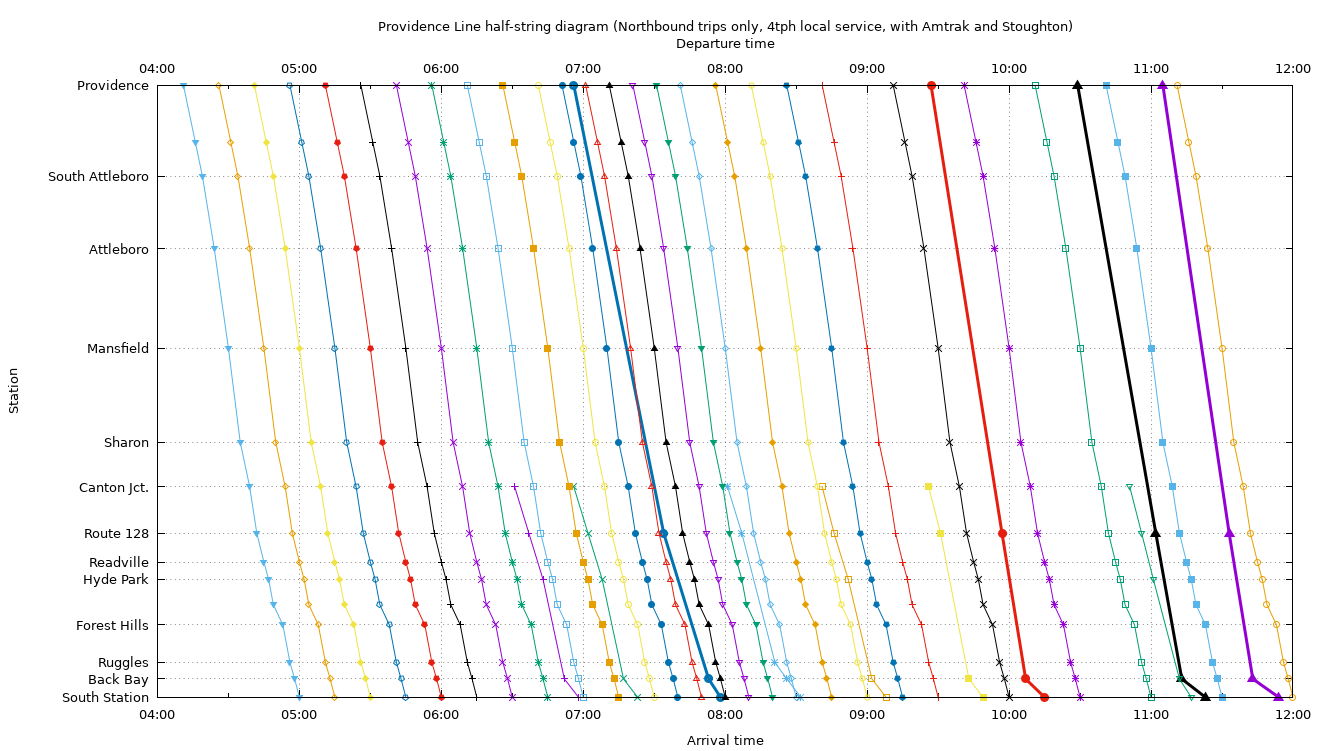 Providence Line half-string diagram (Northbound trips only, 4tph local service, with Amtrak and Stoughton)
Departure time
04:00 05:00 06:00 07:00 08:00 09:00 10:00 11:00 12:00
Providence
South Attleboro
Attleboro
Mansfield
Station
Sharon
Canton Jct.
Route 128
Readville
Hyde Park
Forest Hills
Ruggles
Back Bay
South Station
04:00 05:00 06:00 07:00 08:00 09:00 10:00 11:00 12:00
Arrival time